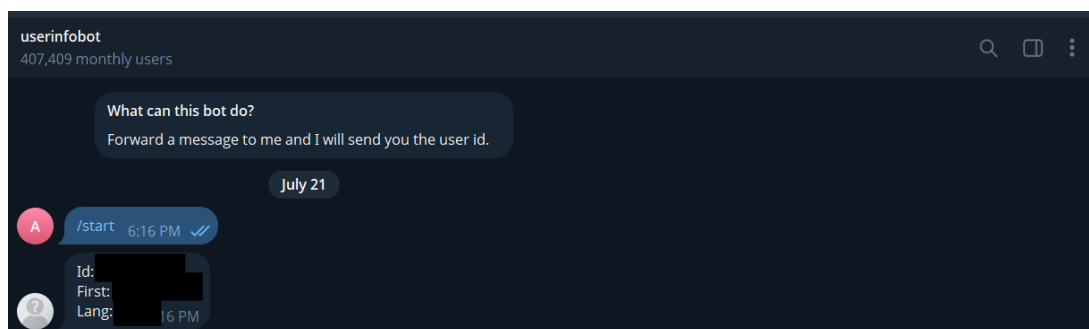 userinfobot
407,409 monthly users
What can this bot do?
Forward a message to me and I will send you the user id.
July 21
A
/start 6:16 PM
Id:
First:
Lang:
16 PM